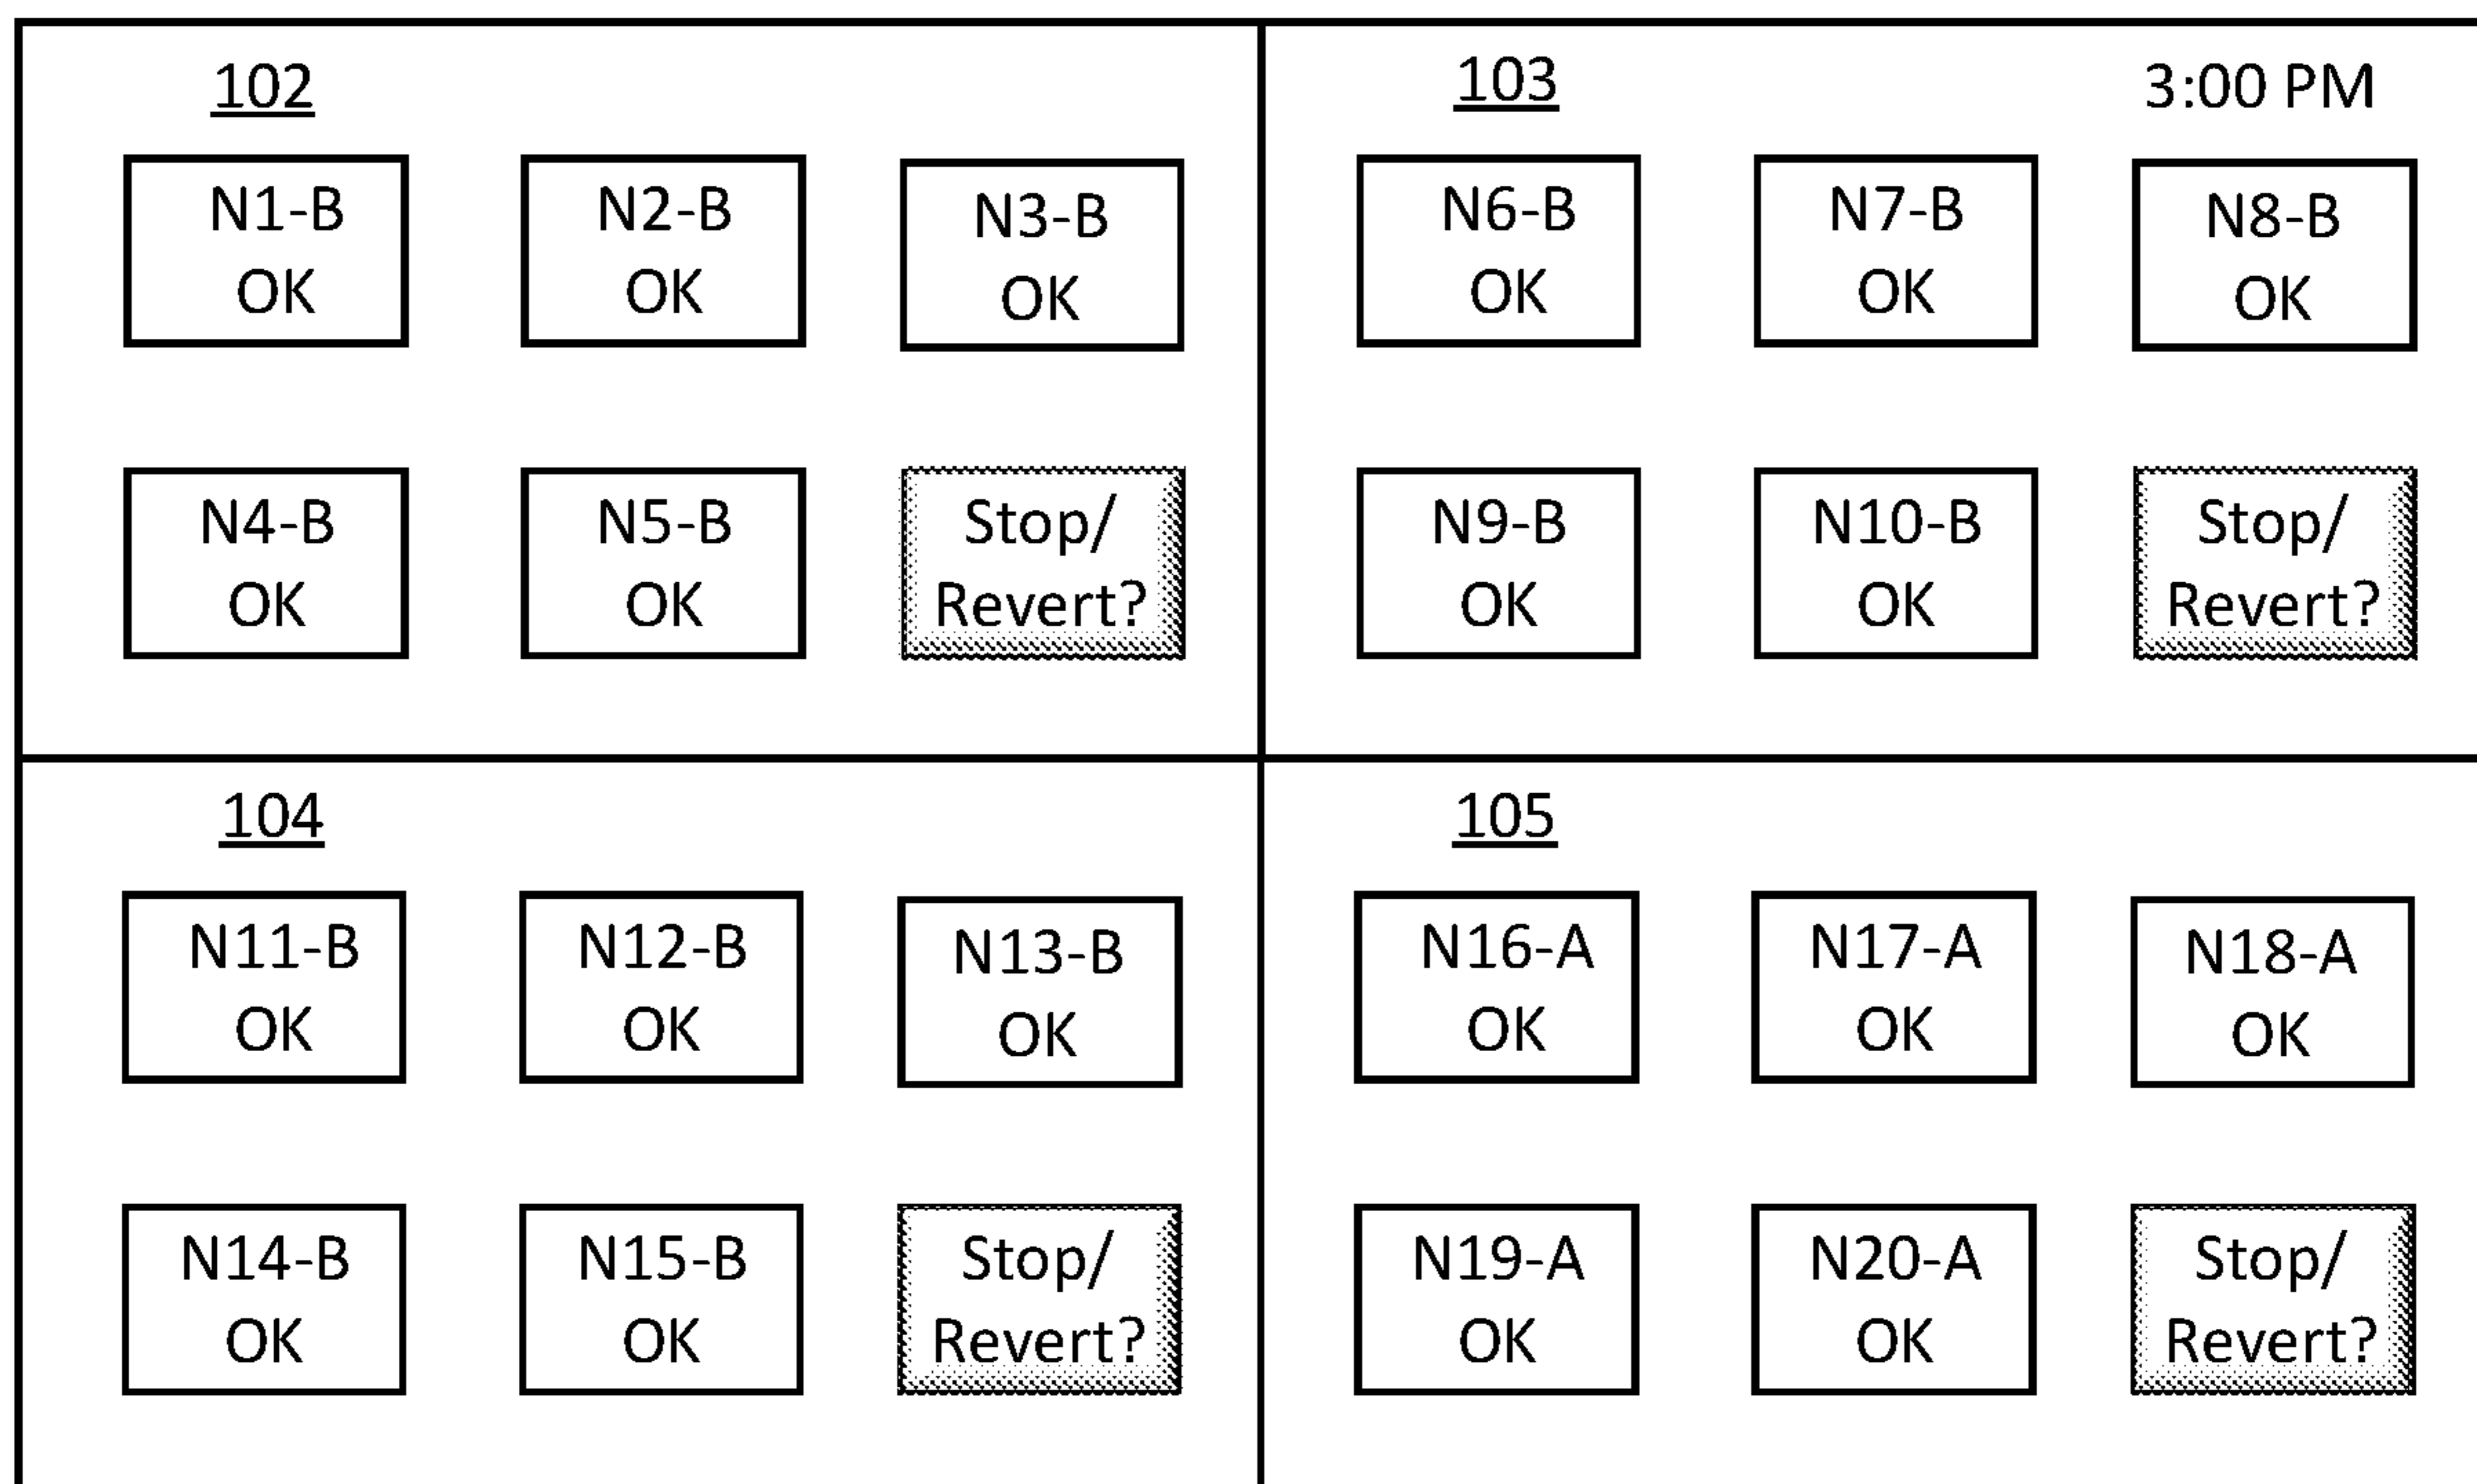 102
N1-B
OK
N2-B
OK
N3-B
OK
N4-B
OK
N5-B
OK
Stop/
Revert?
103
3:00 PM
N6-B
OK
N7-B
OK
N8-B
OK
N9-B
OK
N10-B
OK
Stop/
Revert?
104
N11-B
OK
N12-B
OK
N13-B
OK
N14-B
OK
N15-B
OK
Stop/
Revert?
105
N16-A
OK
N17-A
OK
N18-A
OK
N19-A
OK
N20-A
OK
Stop/
Revert?